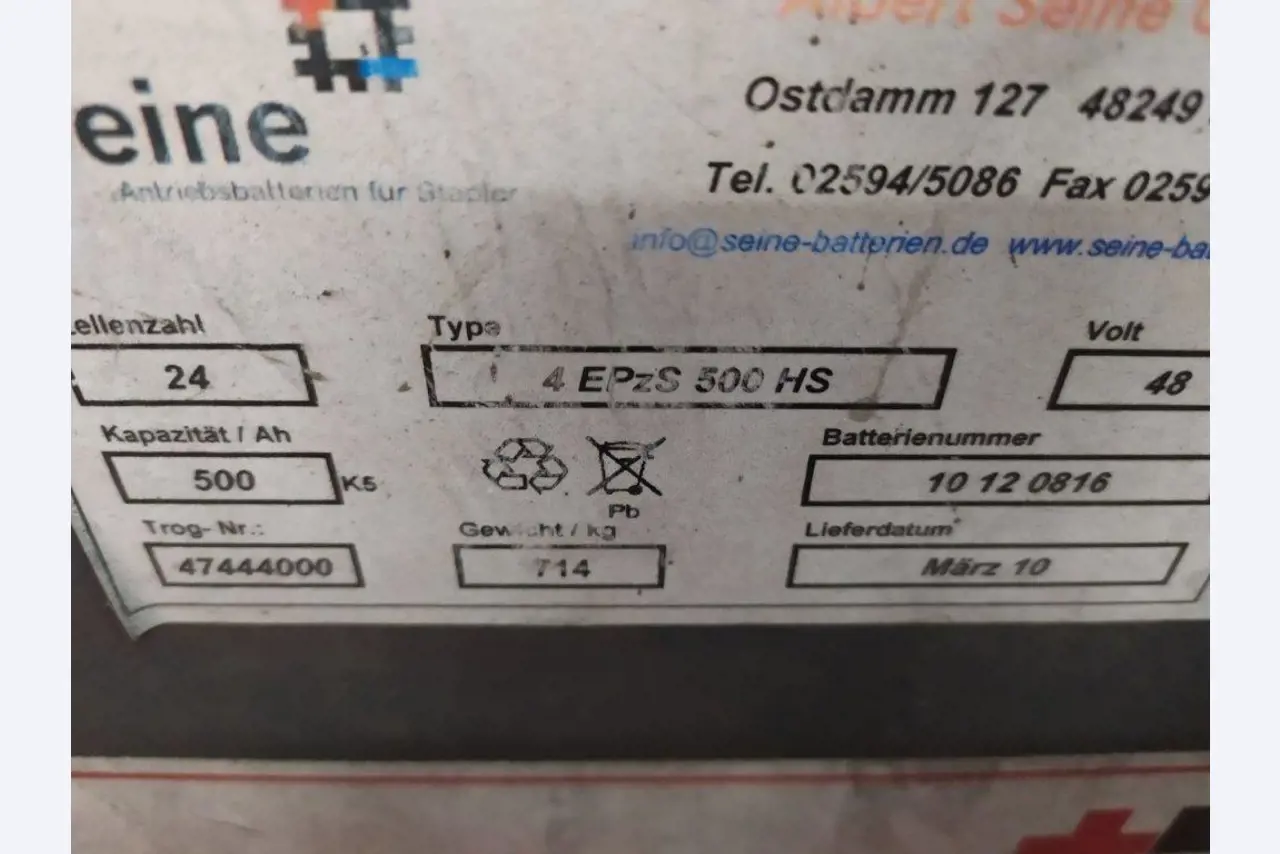 Seine
Ostdamm 127 48249
eine
Tel. 02594/5086 Fax 0259
Antriebsbatterien für Stapler
info@seine-batterien.de www.seine-ba
ellenzahl Type Volt
24 4 EPzS 500 HS 48
Kapazität / Ah Batterienummer
500 K5 10 12 0816
Pb
Trog- Nr.: Gewicht / kg Lieferdatum
47444000 714 März 10